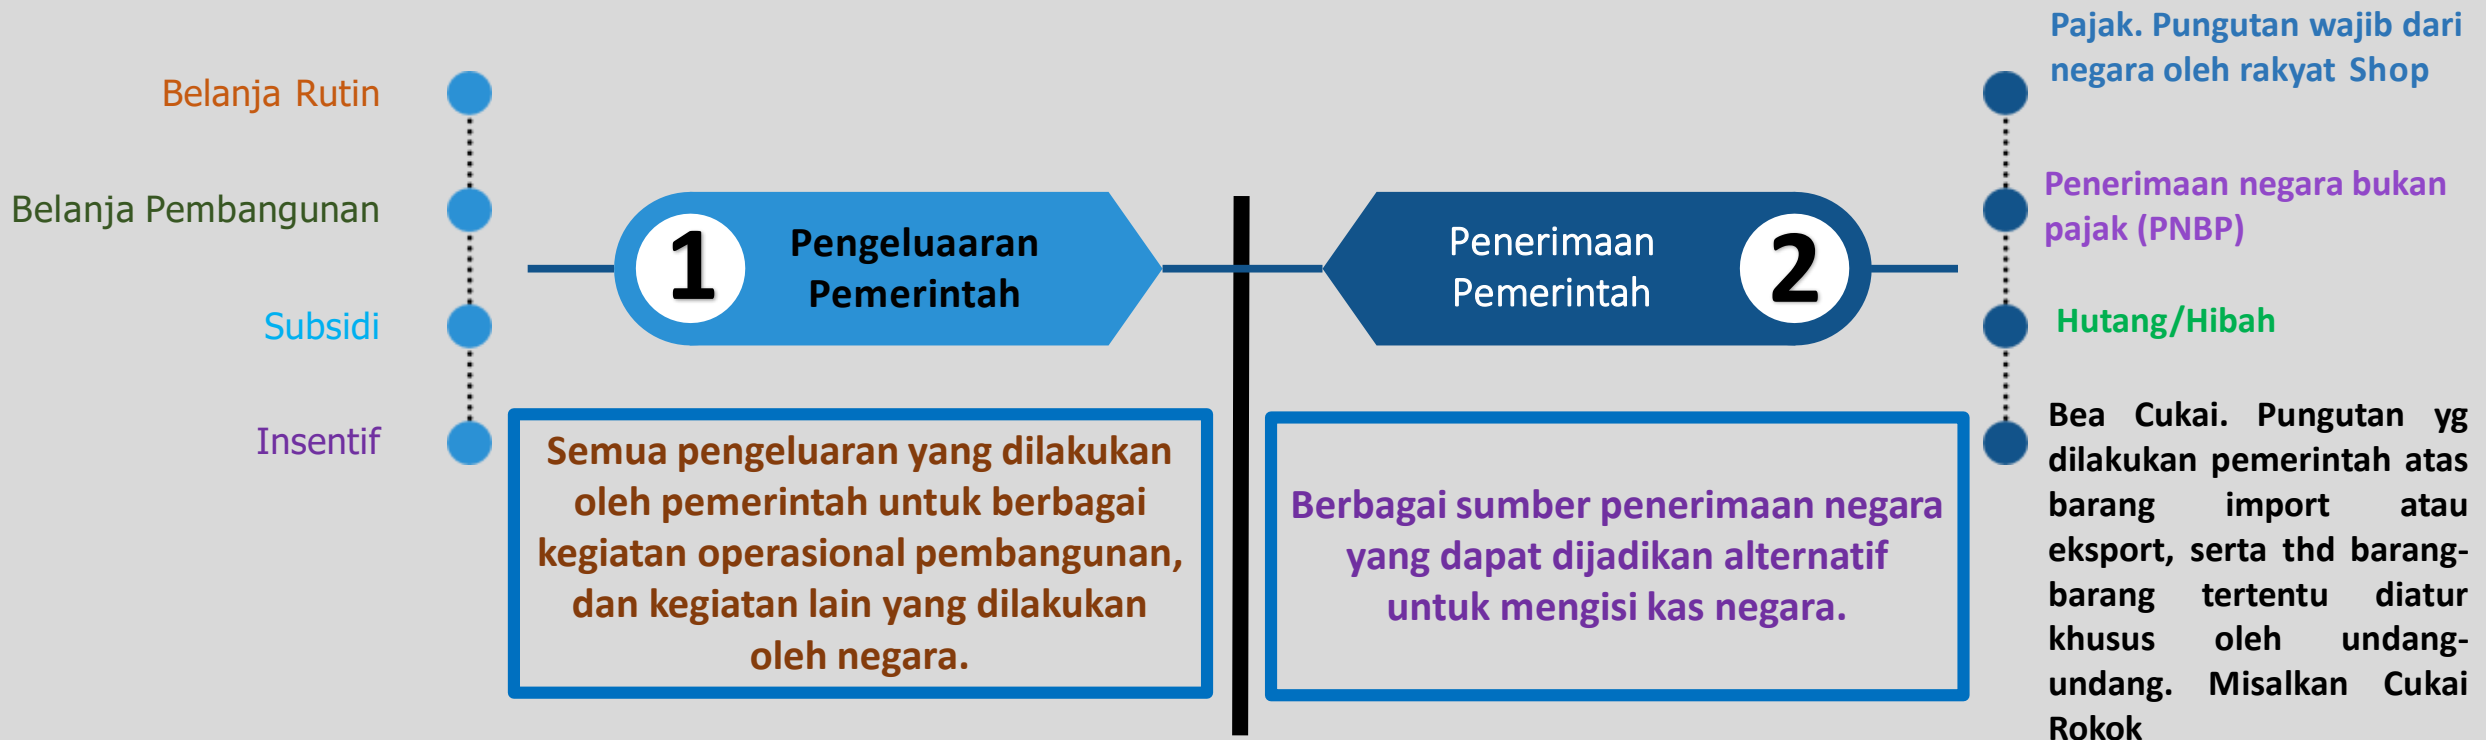 Belanja Rutin
Belanja Pembangunan
Subsidi
Insentif
1
Pengeluaaran
Pemerintah
Semua pengeluaran yang dilakukan
oleh pemerintah untuk berbagai
kegiatan operasional pembangunan,
dan kegiatan lain yang dilakukan
oleh negara.
Penerimaan
Pemerintah
2
Berbagai sumber penerimaan negara
yang dapat dijadikan alternatif
untuk mengisi kas negara.
Pajak. Pungutan wajib dari
negara oleh rakyat Shop
Penerimaan negara bukan
pajak (PNBP)
Hutang/Hibah
Bea Cukai. Pungutan yg
dilakukan pemerintah atas
barang import atau
eksport, serta thd barang-
barang tertentu diatur
khusus oleh undang-
undang. Misalkan Cukai
Rokok